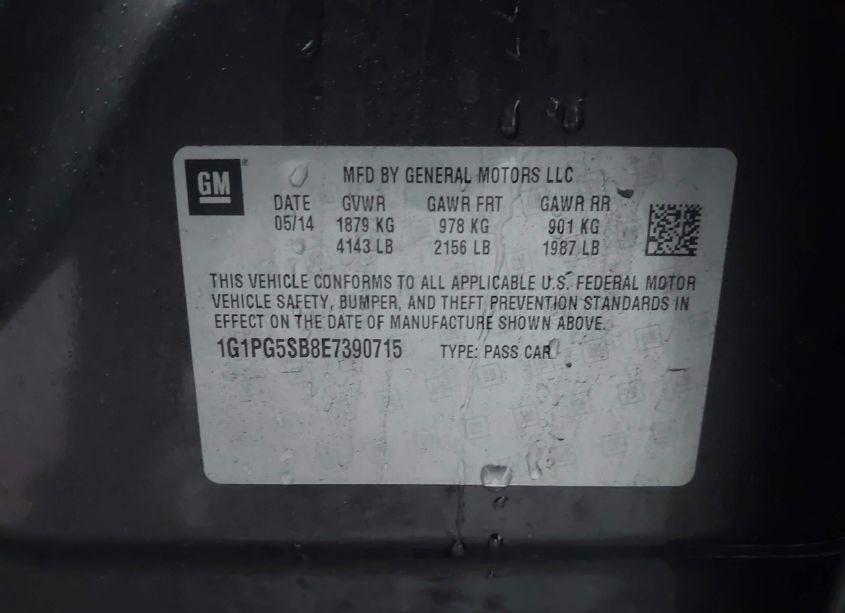 GM
MFD BY GENERAL MOTORS LLC
DATE GVWR GAWR FRT GAWR RR
05/14 1879 KG 978 KG 901 KG
4143 LB 2156 LB 1987 LB
THIS VEHICLE CONFORMS TO ALL APPLICABLE U.S. FEDERAL MOTOR
VEHICLE SAFETY, BUMPER, AND THEFT PREVENTION STANDARDS IN
EFFECT ON THE DATE OF MANUFACTURE SHOWN ABOVE.
1G1PG5SB8E7390715 TYPE: PASS CAR